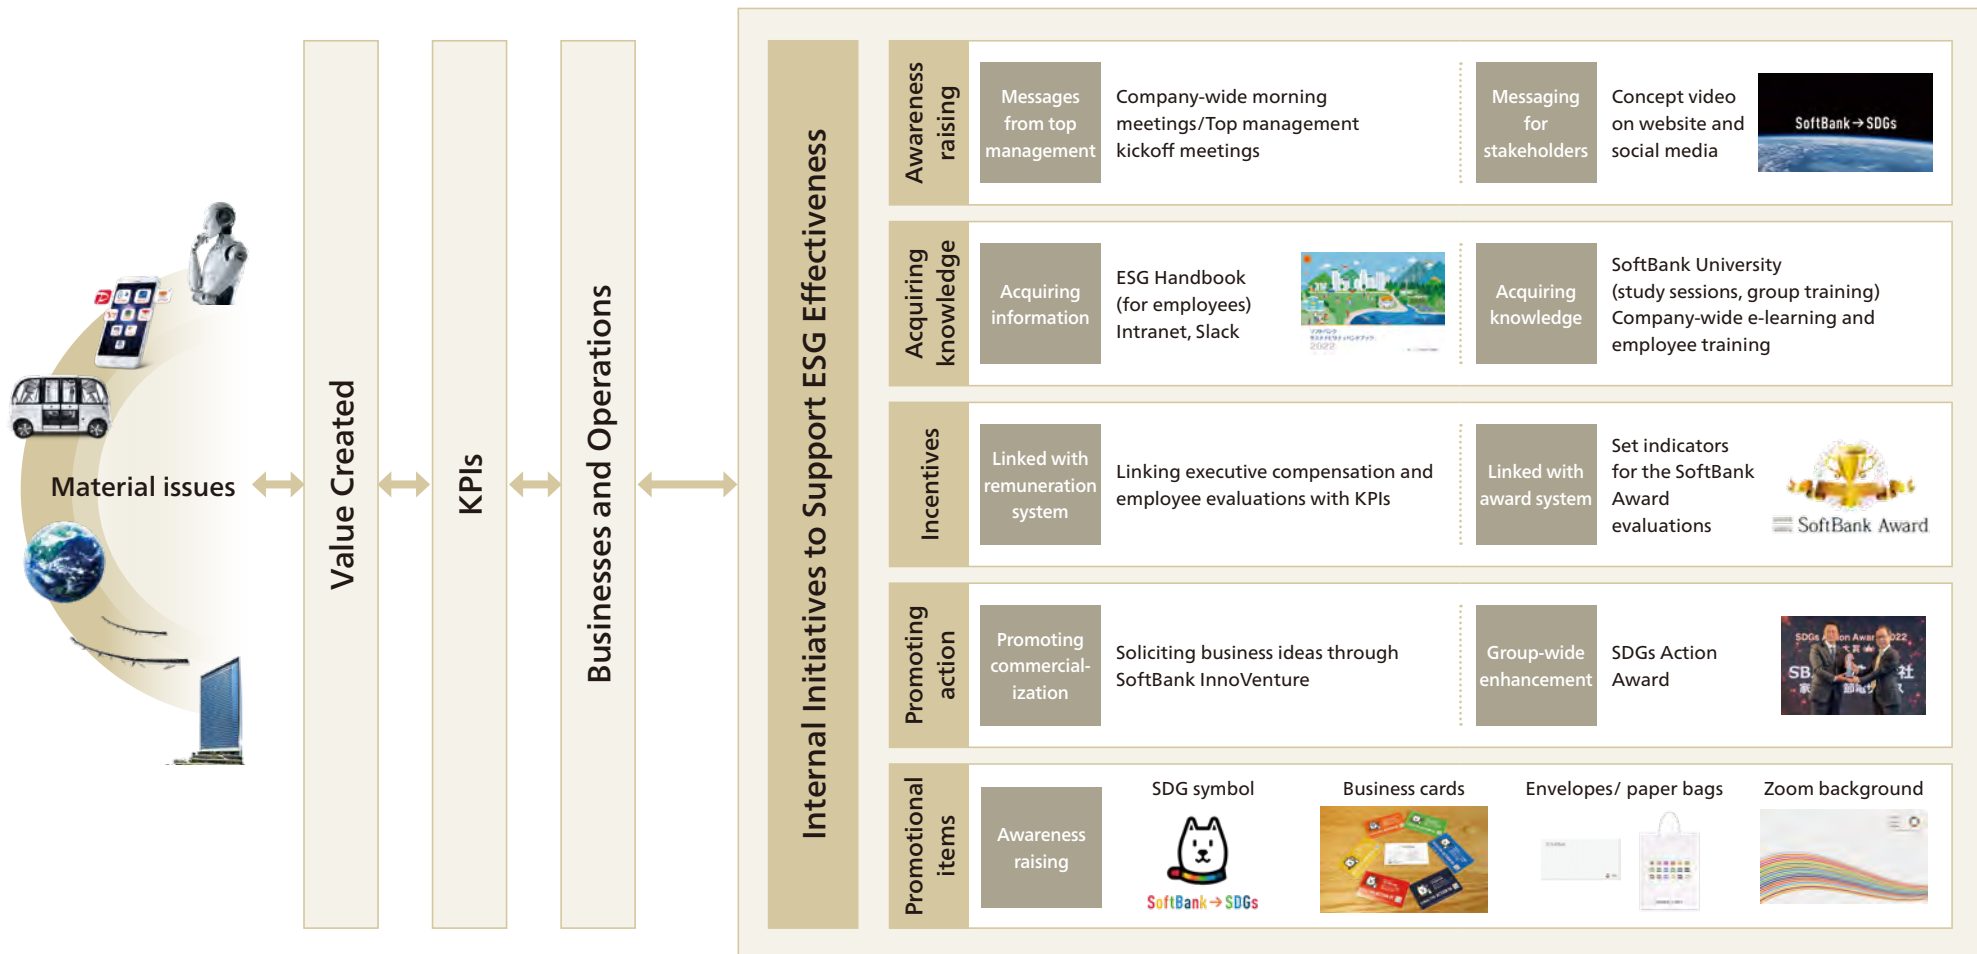 Material issues
Value Created
KPIs
Businesses and Operations
Internal Initiatives to Support ESG Effectiveness
Awareness
raising
Messages
from top
management
Company-wide morning
meetings/Top management
kickoff meetings
Messaging
for
stakeholders
Concept video
on website and
social media
SoftBank→SDGs
Acquiring
knowledge
Acquiring
information
ESG Handbook
(for employees)
Intranet, Slack
2022
Acquiring
knowledge
SoftBank University
(study sessions, group training)
Company-wide e-learning and
employee training
Incentives
Linked with
remuneration
system
Linking executive compensation and
employee evaluations with KPIs
Linked with
award system
Set indicators
for the SoftBank
Award
evaluations
SoftBank Award
Promoting
action
Promoting
commercial-
ization
Soliciting business ideas through
SoftBank InnoVenture
Group-wide
enhancement
SDGs Action
Award
Promotional
items
Awareness
raising
SDG symbol
SoftBank→SDGs
Business cards
Envelopes/ paper bags
Zoom background